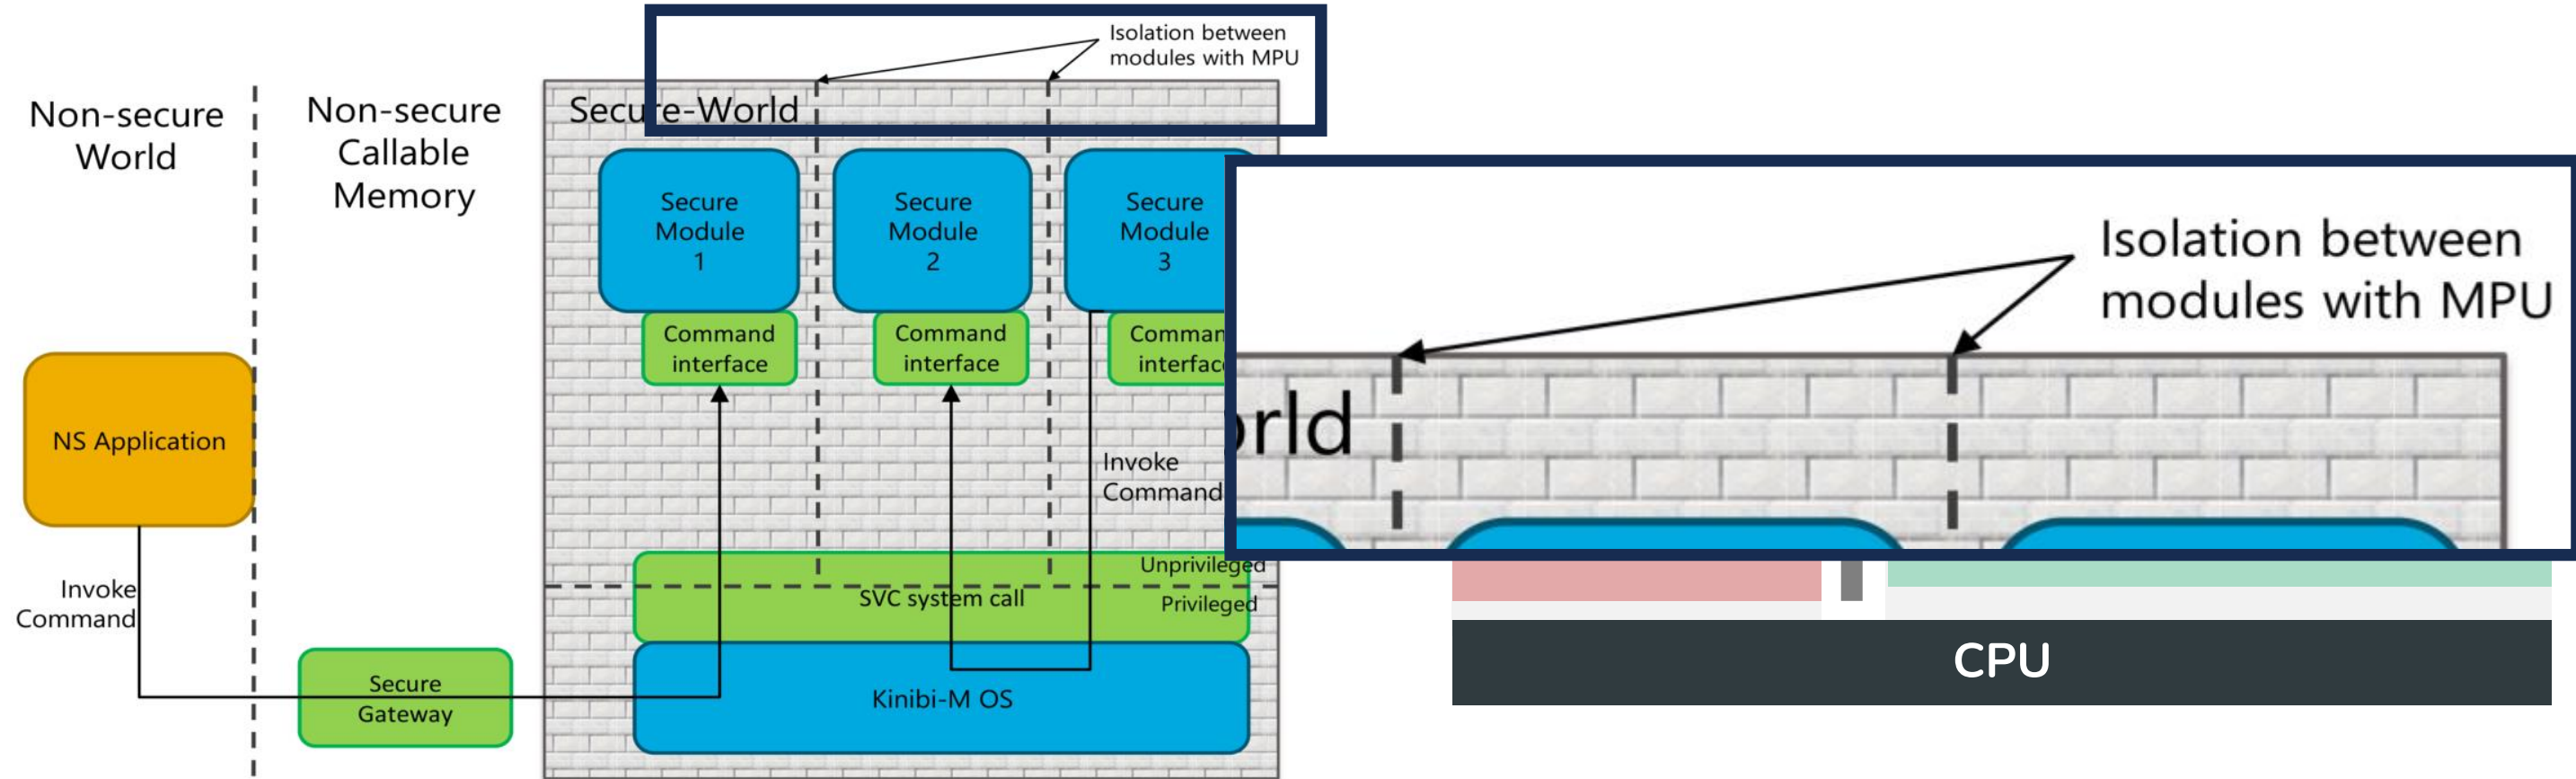 Isolation between
modules with MPU
Non-secure
World
Non-secure
Callable
Memory
Secure-World
Secure
Module
1
Secure
Module
2
Secure
Module
3
Command
interface
Command
interface
Comman
interfac
NS Application
Invoke
Command
Invoke
Command
Unprivileged
SVC system call
Privileged
Secure
Gateway
Kinibi-M OS
Isolation between
modules with MPU
orld
CPU